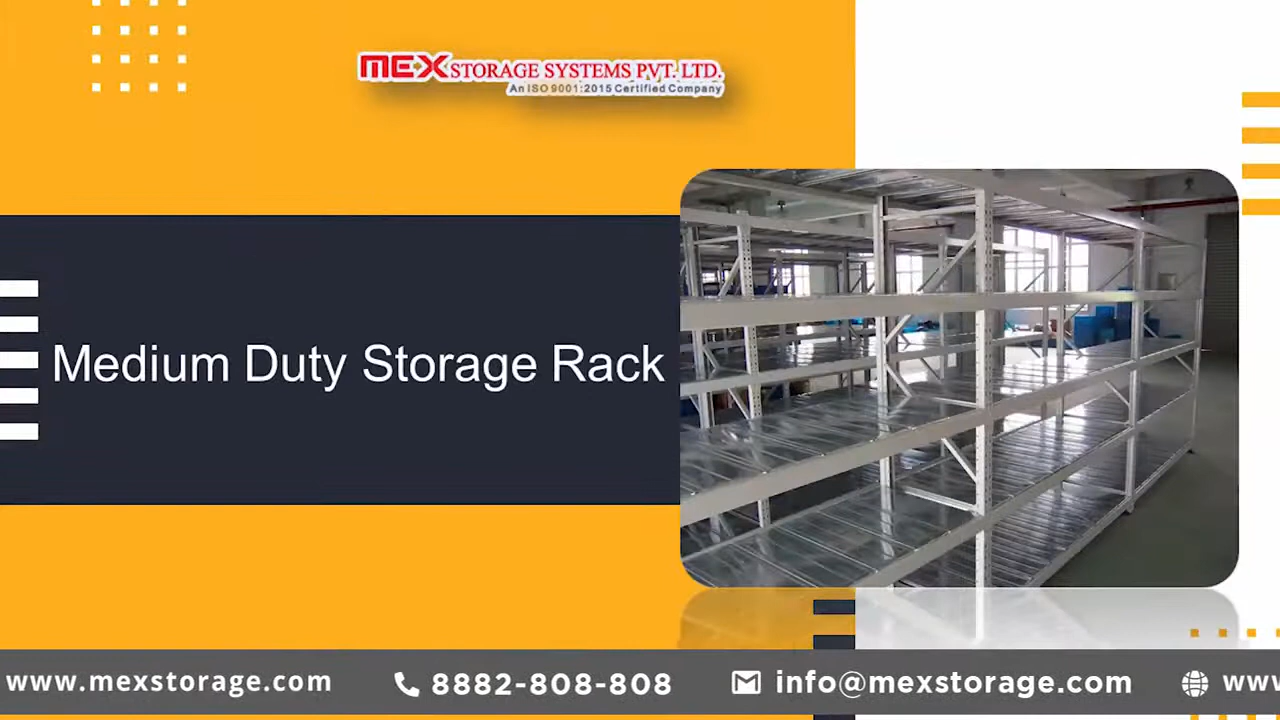 MEX STORAGE SYSTEMS PVT. LTD.
An ISO 9001:2015 Certified Company
Medium Duty Storage Rack
www.mexstorage.com 8882-808-808 info@mexstorage.com www